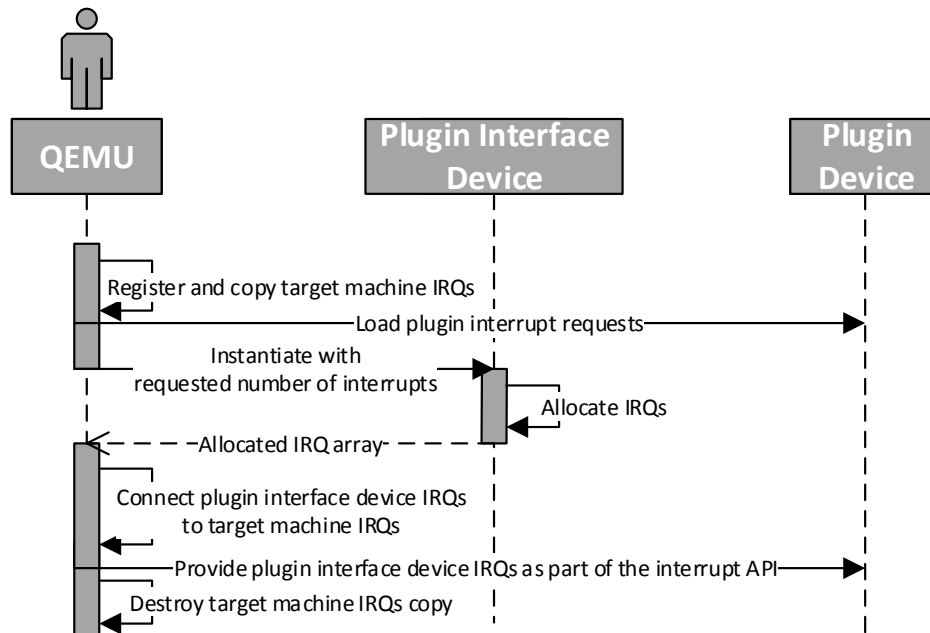 QEMU
Plugin Interface
Device
Plugin
Device
Register and copy target machine IRQs
Load plugin interrupt requests
Instantiate with
requested number of interrupts
Allocate IRQs
Allocated IRQ array
Connect plugin interface device IRQs
to target machine IRQs
Provide plugin interface device IRQs as part of the interrupt API
Destroy target machine IRQs copy